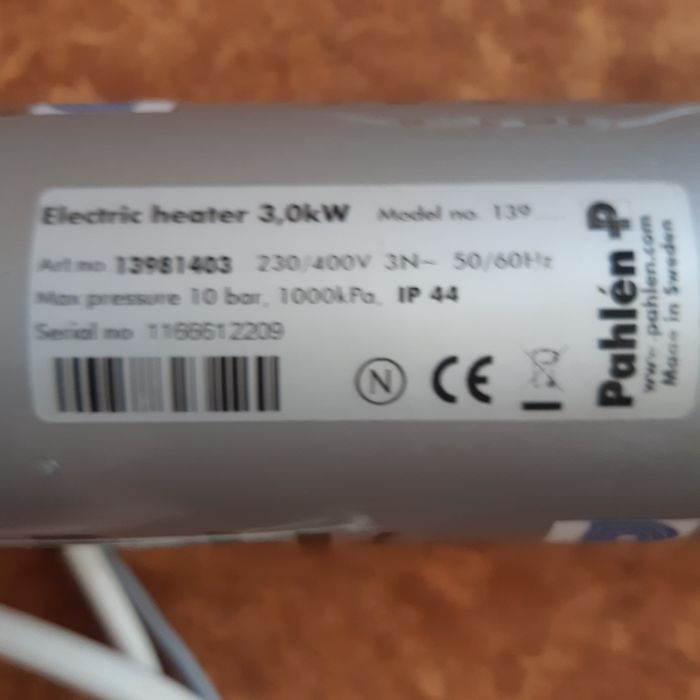 Electric heater 3,0kW Model no. 139
Art no 13981403 230/400V 3N~ 50/60Hz
Max pressure 10 bar, 1000kPa, IP 44
Serial no 1166612209
N CE
Pahlén
www.pahlen.com
Made in Sweden